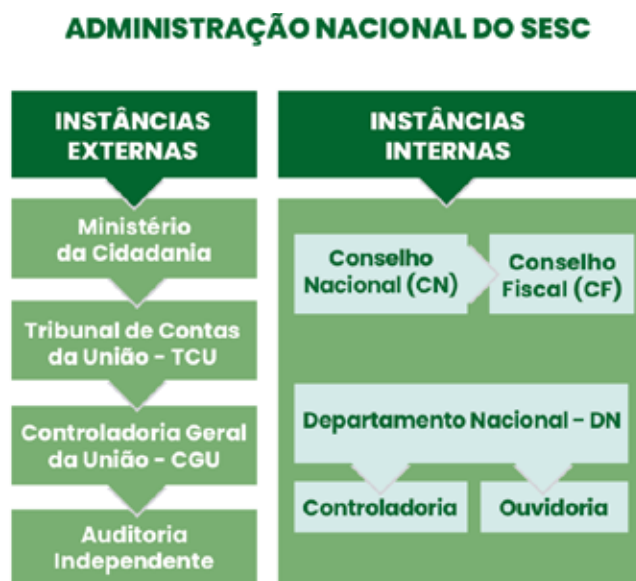 ADMINISTRAÇÃO NACIONAL DO SESC
INSTÂNCIAS
EXTERNAS
Ministério
da Cidadania
Tribunal de Contas
da União - TCU
Controladoria Geral
da União - CGU
Auditoria
Independente
INSTÂNCIAS
INTERNAS
Conselho
Nacional (CN)
Conselho
Fiscal (CF)
Departamento Nacional - DN
Controladoria
Ouvidoria